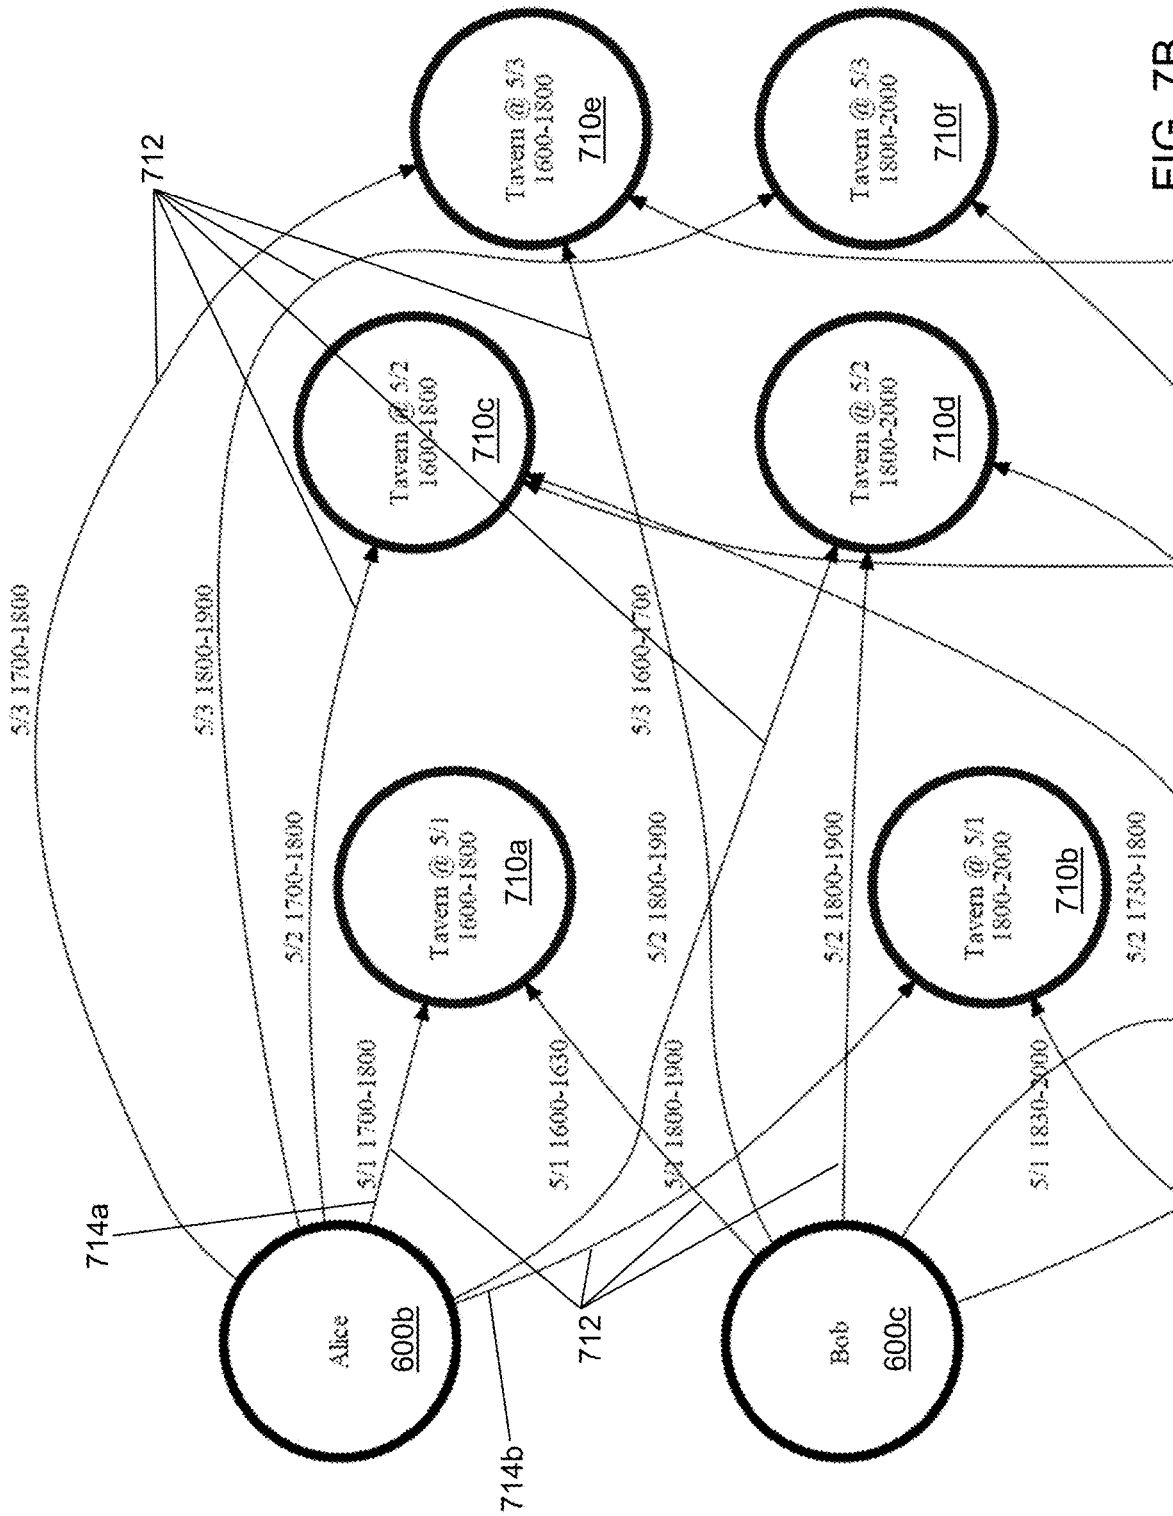 712
5/3 1700-1800
5/3 1800-1900
5/2 1700-1800
5/1 1700-1800
714a
Alice
600b
714b
Tavern @ 5/1
1600-1800
710a
Tavern @ 5/2
1600-1800
710c
Tavern @ 5/3
1600-1800
710e
5/1 1600-1630
5/3 1600-1700
5/2 1800-1900
5/1 1800-1900
712
Bob
600c
5/2 1800-1900
Tavern @ 5/1
1800-2000
710b
Tavern @ 5/2
1800-2000
710d
Tavern @ 5/3
1800-2000
710f
5/1 1830-2000
5/2 1730-1800
FIG. 7B